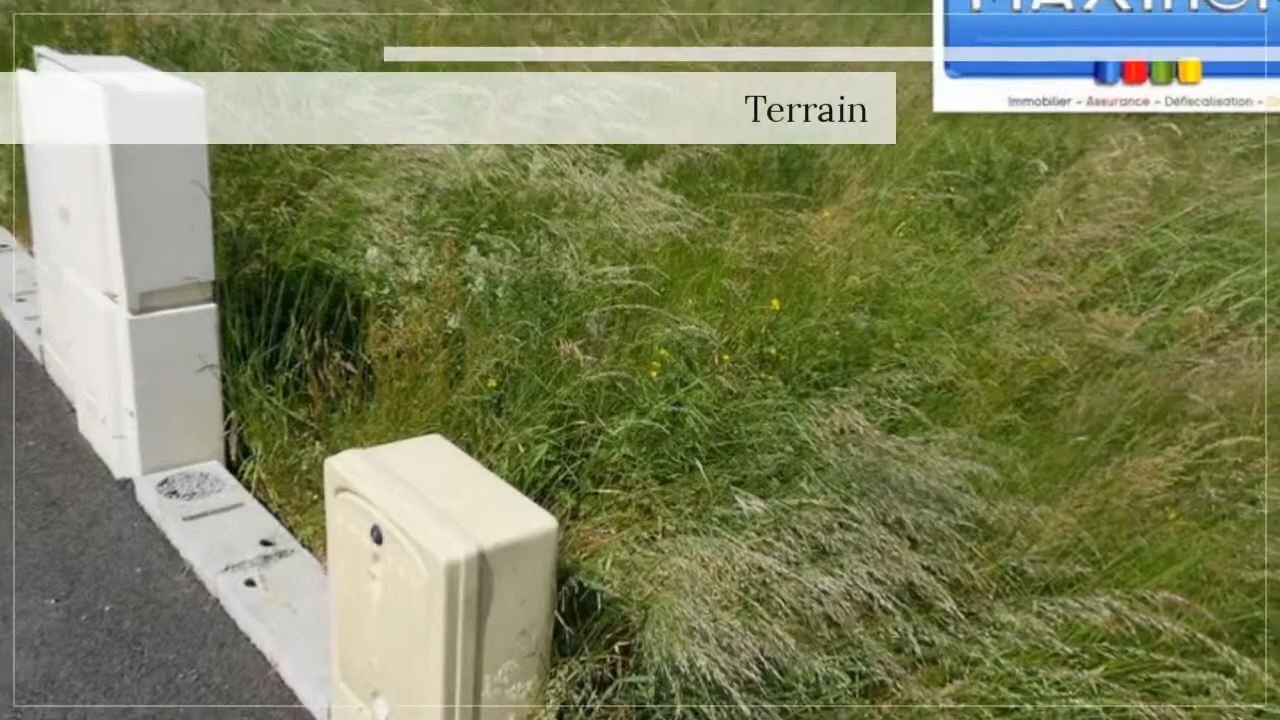 Terrain
Immobilier - Assurance - Défiscalisation -